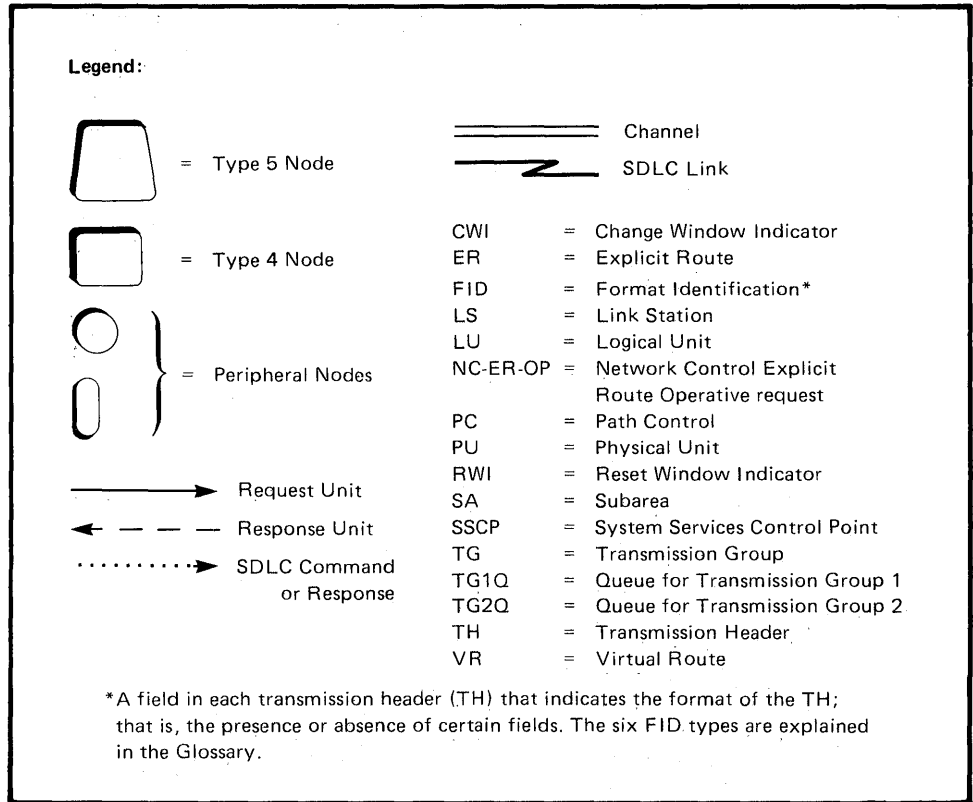 Legend:
= Type 5 Node
= Type 4 Node
= Peripheral Nodes
Request Unit
Response Unit
SDLC Command
or Response
Channel
SDLC Link
CWI = Change Window Indicator
ER = Explicit Route
FID = Format Identification*
LS = Link Station
LU = Logical Unit
NC-ER-OP = Network Control Explicit
Route Operative request
PC = Path Control
PU = Physical Unit
RWI = Reset Window Indicator
SA = Subarea
SSCP = System Services Control Point
TG = Transmission Group
TG1Q = Queue for Transmission Group 1
TG2Q = Queue for Transmission Group 2
TH = Transmission Header
VR = Virtual Route
*A field in each transmission header (TH) that indicates the format of the TH;
that is, the presence or absence of certain fields. The six FID types are explained
in the Glossary.